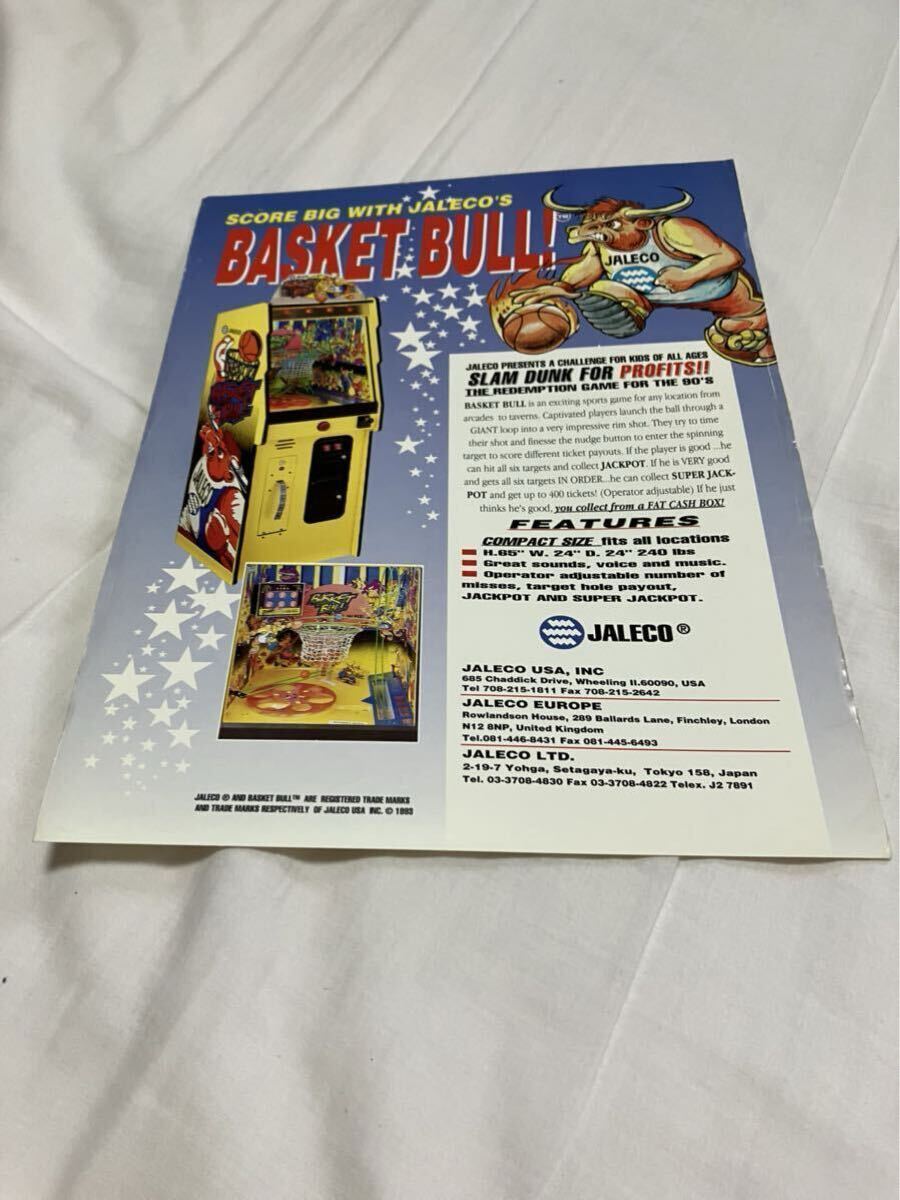 SCORE BIG WITH JALECO'S
BASKET BULL!™
JALECO
JALECO PRESENTS A CHALLENGE FOR KIDS OF ALL AGES
SLAM DUNK FOR PROFITS!!
THE REDEMPTION GAME FOR THE 90'S
BASKET BULL is an exciting sports game for any location from
arcades to taverns. Captivated players launch the ball through a
GIANT loop into a very impressive rim shot. They try to time
their shot and finesse the nudge button to enter the spinning
target to score different ticket payouts. If the player is good ...he
can hit all six targets and collect JACKPOT. If he is VERY good
and gets all six targets IN ORDER...he can collect SUPER JACK-
POT and get up to 400 tickets! (Operator adjustable) If he just
thinks he's good, you collect from a FAT CASH BOX!
FEATURES
COMPACT SIZE fits all locations
H.65" W. 24" D. 24" 240 lbs
Great sounds, voice and music.
Operator adjustable number of
misses, target hole payout,
JACKPOT AND SUPER JACKPOT.
JALECO®
JALECO USA, INC
685 Chaddick Drive, Wheeling Il.60090, USA
Tel 708-215-1811 Fax 708-215-2642
JALECO EUROPE
Rowlandson House, 289 Ballards Lane, Finchley, London
N12 8NP, United Kingdom
Tel.081-446-8431 Fax 081-445-6493
JALECO LTD.
2-19-7 Yohga, Setagaya-ku, Tokyo 158, Japan
Tel. 03-3708-4830 Fax 03-3708-4822 Telex. J2 7891
BASKET
BULL
JALECO ® AND BASKET BULL™ ARE REGISTERED TRADE MARKS
AND TRADE MARKS RESPECTIVELY OF JALECO USA INC. © 1993